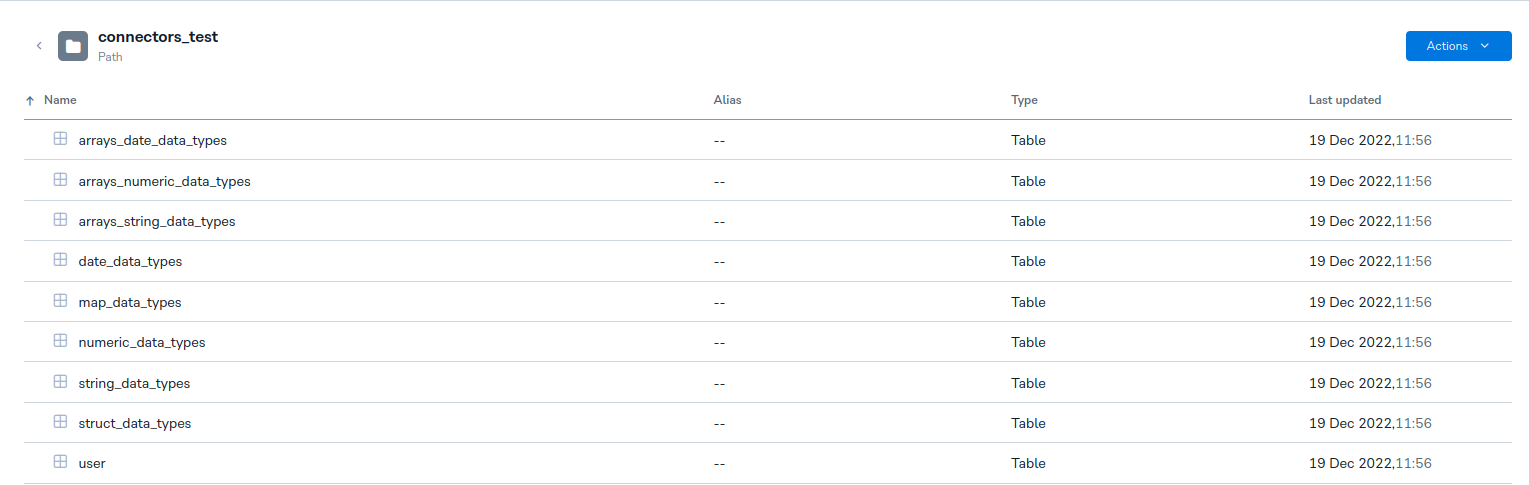 connectors_test
Path
Actions
Name Alias Type Last updated
arrays_date_data_types -- Table 19 Dec 2022,11:56
arrays_numeric_data_types -- Table 19 Dec 2022,11:56
arrays_string_data_types -- Table 19 Dec 2022,11:56
date_data_types -- Table 19 Dec 2022,11:56
map_data_types -- Table 19 Dec 2022,11:56
numeric_data_types -- Table 19 Dec 2022,11:56
string_data_types -- Table 19 Dec 2022,11:56
struct_data_types -- Table 19 Dec 2022,11:56
user -- Table 19 Dec 2022,11:56